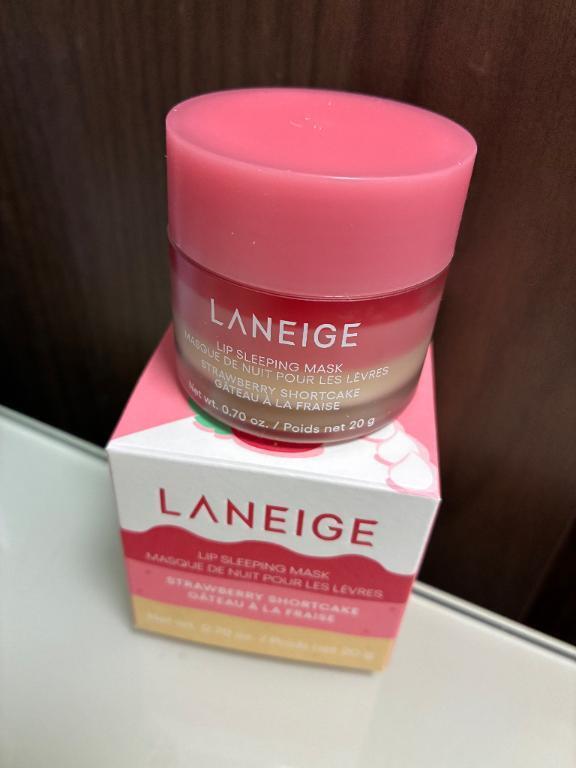 LANEIGE
LIP SLEEPING MASK
MASQUE DE NUIT POUR LES LÈVRES
STRAWBERRY SHORTCAKE
GÂTEAU À LA FRAISE
Net wt. 0.70 oz. / Poids net 20 g
LANEIGE
LIP SLEEPING MASK
MASQUE DE NUIT POUR LES LÈVRES
STRAWBERRY SHORTCAKE
GÂTEAU À LA FRAISE
Net wt. 0.70 oz. / Poids net 20 g